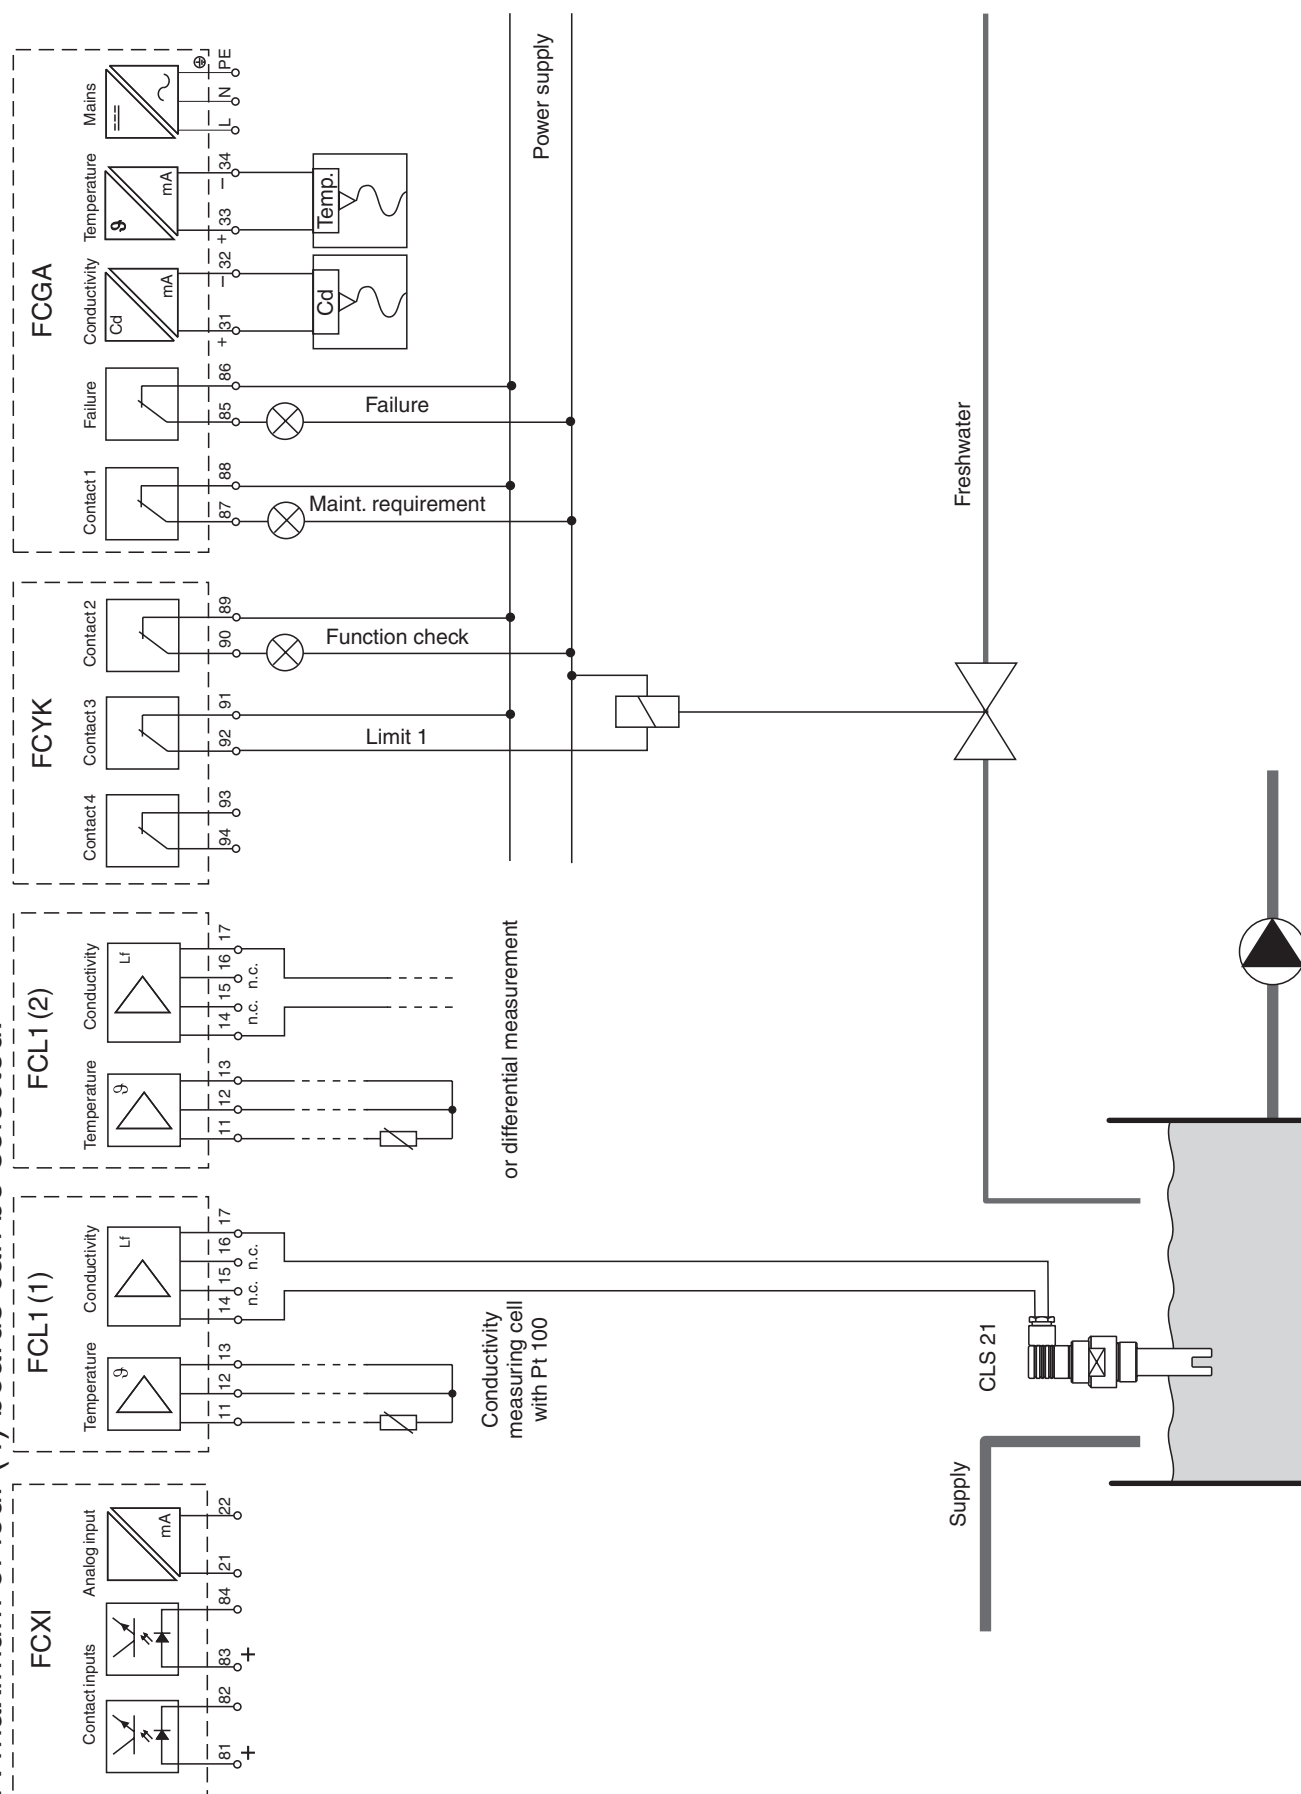 FCXI
Contact inputs
Analog input
81
82
83
84
21
22
+
+
mA
FCL1 (1)
Temperature
Conductivity
ϑ
Lf
11
12
13
14
15
16
17
n.c.
n.c.
Conductivity
measuring cell
with Pt 100
FCL1 (2)
Temperature
Conductivity
ϑ
Lf
11
12
13
14
15
16
17
n.c.
n.c.
or differential measurement
FCYK
Contact 4
Contact 3
Contact 2
94
93
92
91
90
89
Limit 1
Function check
FCGA
Contact 1
Failure
Conductivity
Temperature
Mains
Cd
mA
ϑ
mA
87
88
85
86
+ 31
– 32
+ 33
– 34
L
N
PE
Maint. requirement
Failure
Cd
Temp.
Power supply
Supply
CLS 21
Freshwater